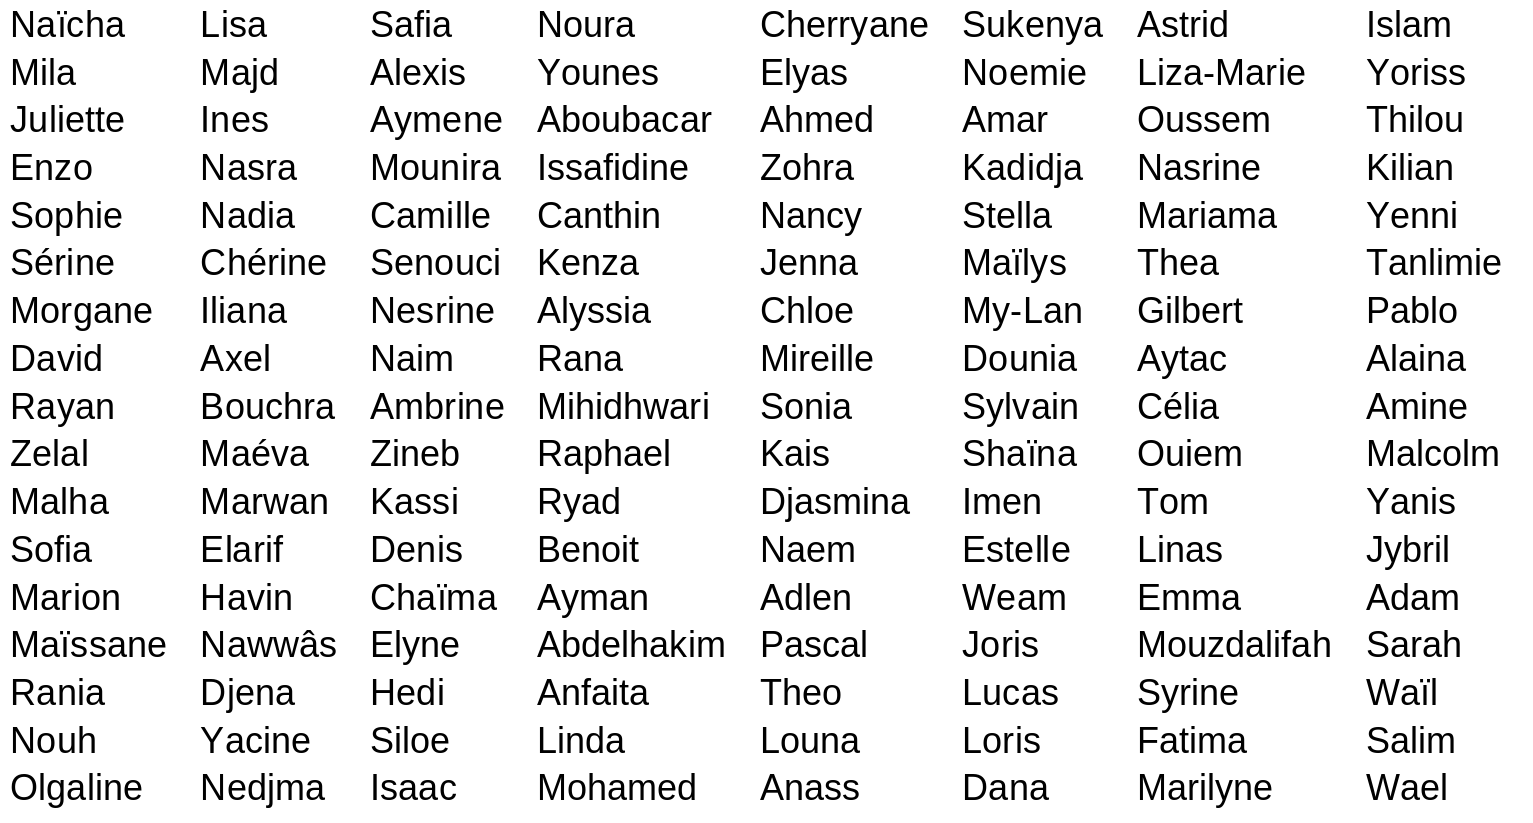 Naïcha Lisa Safia Noura Cherryane Sukenya Astrid Islam
Mila Majd Alexis Younes Elyas Noemie Liza-Marie Yoriss
Juliette Ines Aymene Aboubacar Ahmed Amar Oussem Thilou
Enzo Nasra Mounira Issafidine Zohra Kadidja Nasrine Kilian
Sophie Nadia Camille Canthin Nancy Stella Mariama Yenni
Sérine Chérine Senouci Kenza Jenna Maïlys Thea Tanlimie
Morgane Iliana Nesrine Alyssia Chloe My-Lan Gilbert Pablo
David Axel Naim Rana Mireille Dounia Aytac Alaina
Rayan Bouchra Ambrine Mihidhwari Sonia Sylvain Célia Amine
Zelal Maéva Zineb Raphael Kais Shaïna Ouiem Malcolm
Malha Marwan Kassi Ryad Djasmina Imen Tom Yanis
Sofia Elarif Denis Benoit Naem Estelle Linas Jybril
Marion Havin Chaïma Ayman Adlen Weam Emma Adam
Maïssane Nawwâs Elyne Abdelhakim Pascal Joris Mouzdalifah Sarah
Rania Djena Hedi Anfaita Theo Lucas Syrine Waïl
Nouh Yacine Siloe Linda Louna Loris Fatima Salim
Olgaline Nedjma Isaac Mohamed Anass Dana Marilyne Wael